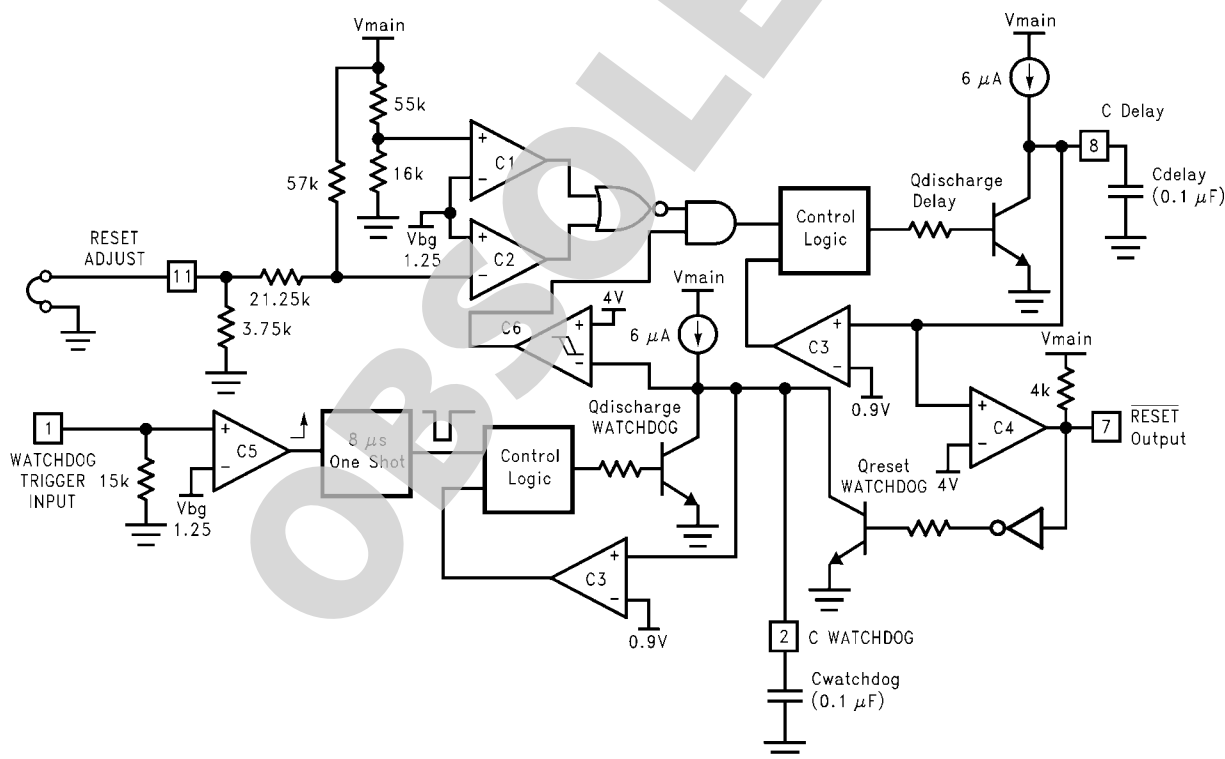 Vmain
55k
16k
57k
C1
Vbg
1.25
C2
RESET
ADJUST
11
21.25k
3.75k
Control
Logic
Vmain
6 μA
C Delay
8
Cdelay
(0.1 μF)
Qdischarge
Delay
C6
4V
Vmain
6 μA
C3
0.9V
Vmain
4k
C4
4V
7
RESET
Output
1
WATCHDOG
TRIGGER
INPUT
15k
C5
Vbg
1.25
8 μs
One Shot
Control
Logic
Qdischarge
WATCHDOG
Qreset
WATCHDOG
C3
0.9V
2
C WATCHDOG
Cwatchdog
(0.1 μF)
OBSOLE